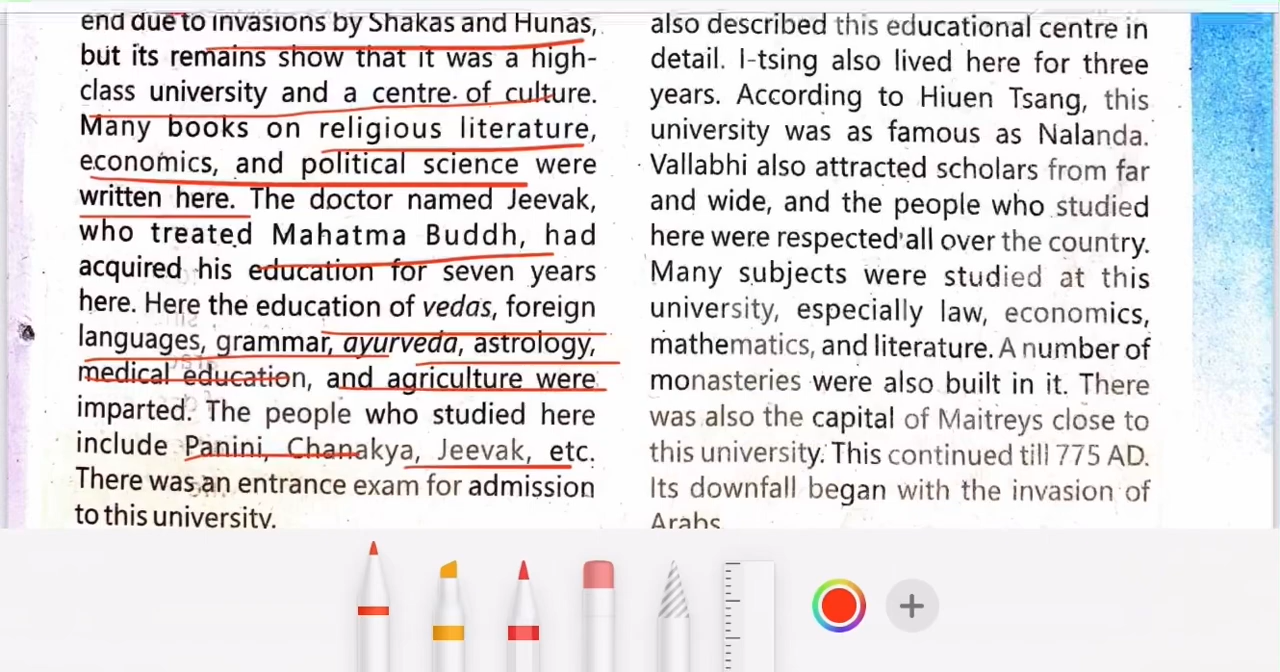 end due to invasions by Shakas and Hunas,
but its remains show that it was a high-
class university and a centre of culture.
Many books on religious literature,
economics, and political science were
written here. The doctor named Jeevak,
who treated Mahatma Buddh, had
acquired his education for seven years
here. Here the education of vedas, foreign
languages, grammar, ayurveda, astrology,
medical education, and agriculture were
imparted. The people who studied here
include Panini, Chanakya, Jeevak, etc.
There was an entrance exam for admission
to this university.
also described this educational centre in
detail. I-tsing also lived here for three
years. According to Hiuen Tsang, this
university was as famous as Nalanda.
Vallabhi also attracted scholars from far
and wide, and the people who studied
here were respected all over the country.
Many subjects were studied at this
university, especially law, economics,
mathematics, and literature. A number of
monasteries were also built in it. There
was also the capital of Maitreys close to
this university. This continued till 775 AD.
Its downfall began with the invasion of
Arabs